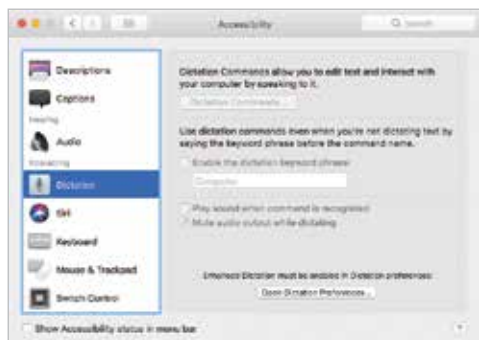 Accessibility
Search
Descriptions
Captions
Hearing
Audio
Interacting
Dictation
Siri
Keyboard
Mouse & Trackpad
Switch Control
Dictation Commands allow you to edit text and interact with
your computer by speaking to it.
Dictation Commands...
Use dictation commands even when you're not dictating text by
saying the keyword phrase before the command name.
Enable the dictation keyword phrase:
Computer
Play sound when command is recognized
Mute audio output while dictating
Enhanced Dictation must be enabled in Dictation preferences:
Open Dictation Preferences...
Show Accessibility status in menu bar
?